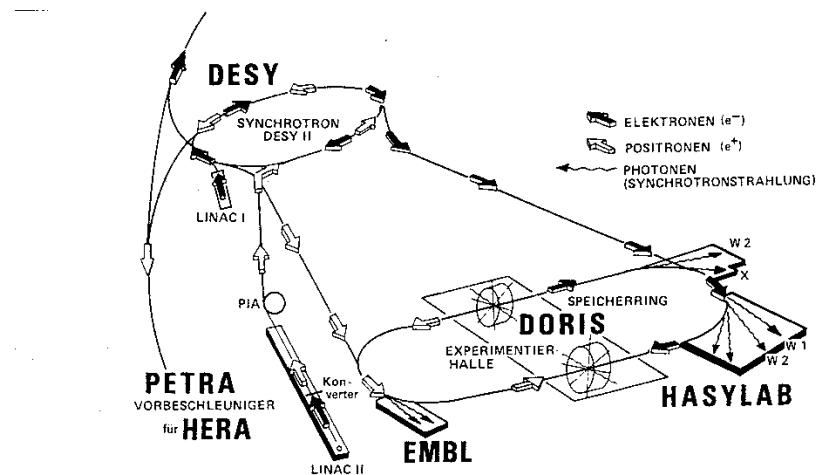 DESY
SYNCHROTRON
DESY II
ELEKTRONEN (e⁻)
POSITRONEN (e⁺)
PHOTONEN
(SYNCHROTRONSTRAHLUNG)
LINAC I
W 2
X
PIA
SPEICHERRING
DORIS
EXPERIMENTIER-
HALLE
W 1
W 2
HASYLAB
PETRA
VORBESCHLEUNIGER
für HERA
Kon-
verter
EMBL
LINAC II